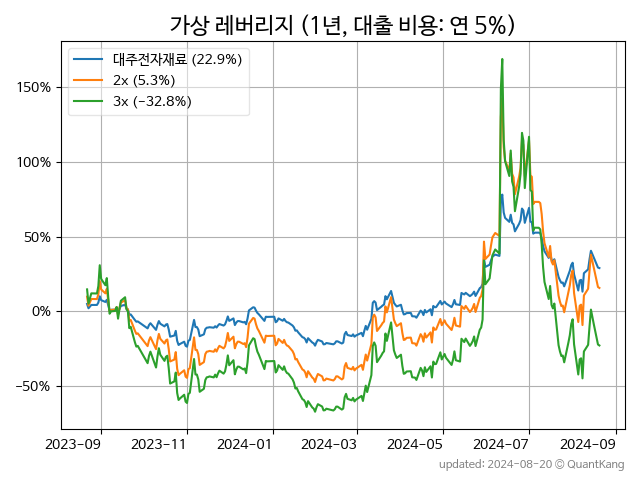 가상 레버리지 (1년, 대출 비용: 연 5%)
대주전자재료 (22.9%)
2x (5.3%)
3x (-32.8%)
150%
100%
50%
0%
-50%
2023-09 2023-11 2024-01 2024-03 2024-05 2024-07 2024-09
updated: 2024-08-20 © QuantKang